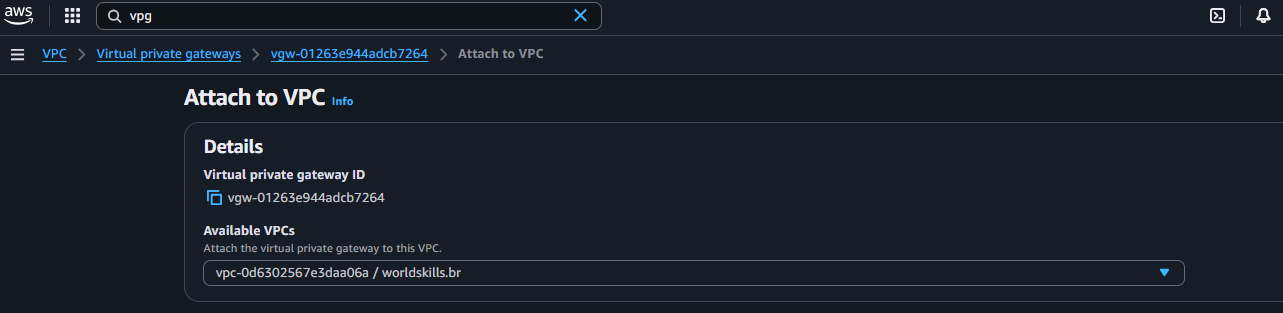 aws
vpg
VPC Virtual private gateways vgw-01263e944adcb7264 Attach to VPC
Attach to VPC Info
Details
Virtual private gateway ID
vgw-01263e944adcb7264
Available VPCs
Attach the virtual private gateway to this VPC.
vpc-0d6302567e3daa06a / worldskills.br